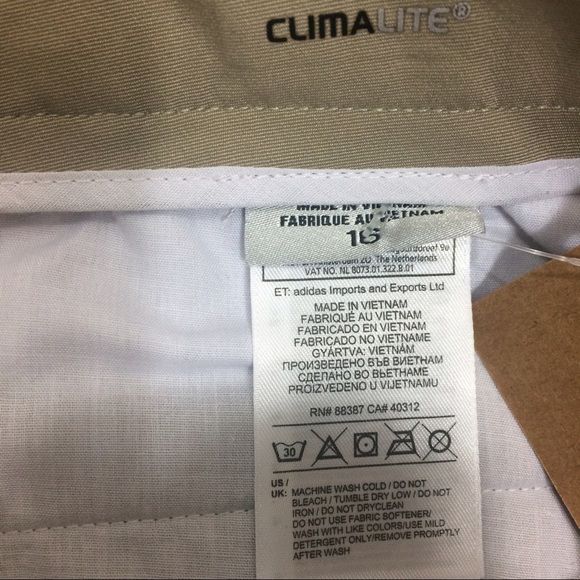 CLIMALITE®
MADE IN VIETNAM
FABRIQUE AU VIETNAM
16
Amsterdam ZO The Netherlands
VAT NO. NL 8073.01.322.B.01
ET: adidas Imports and Exports Ltd
MADE IN VIETNAM
FABRIQUÉ AU VIETNAM
FABRICADO EN VIETNAM
FABRICADO NO VIETNAM
GYÁRTVA: VIETNÁM
ПРОИЗВЕДЕНО ВЪВ ВИЕТНАМ
СДЕЛАНО ВО ВЬЕТНАМЕ
PROIZVEDENO U VIJETNAMU
RN# 88387 CA# 40312
30
US /
UK: MACHINE WASH COLD / DO NOT
BLEACH / TUMBLE DRY LOW / DO NOT
IRON / DO NOT DRYCLEAN
DO NOT USE FABRIC SOFTENER/
WASH WITH LIKE COLORS/USE MILD
DETERGENT ONLY/REMOVE PROMPTLY
AFTER WASH